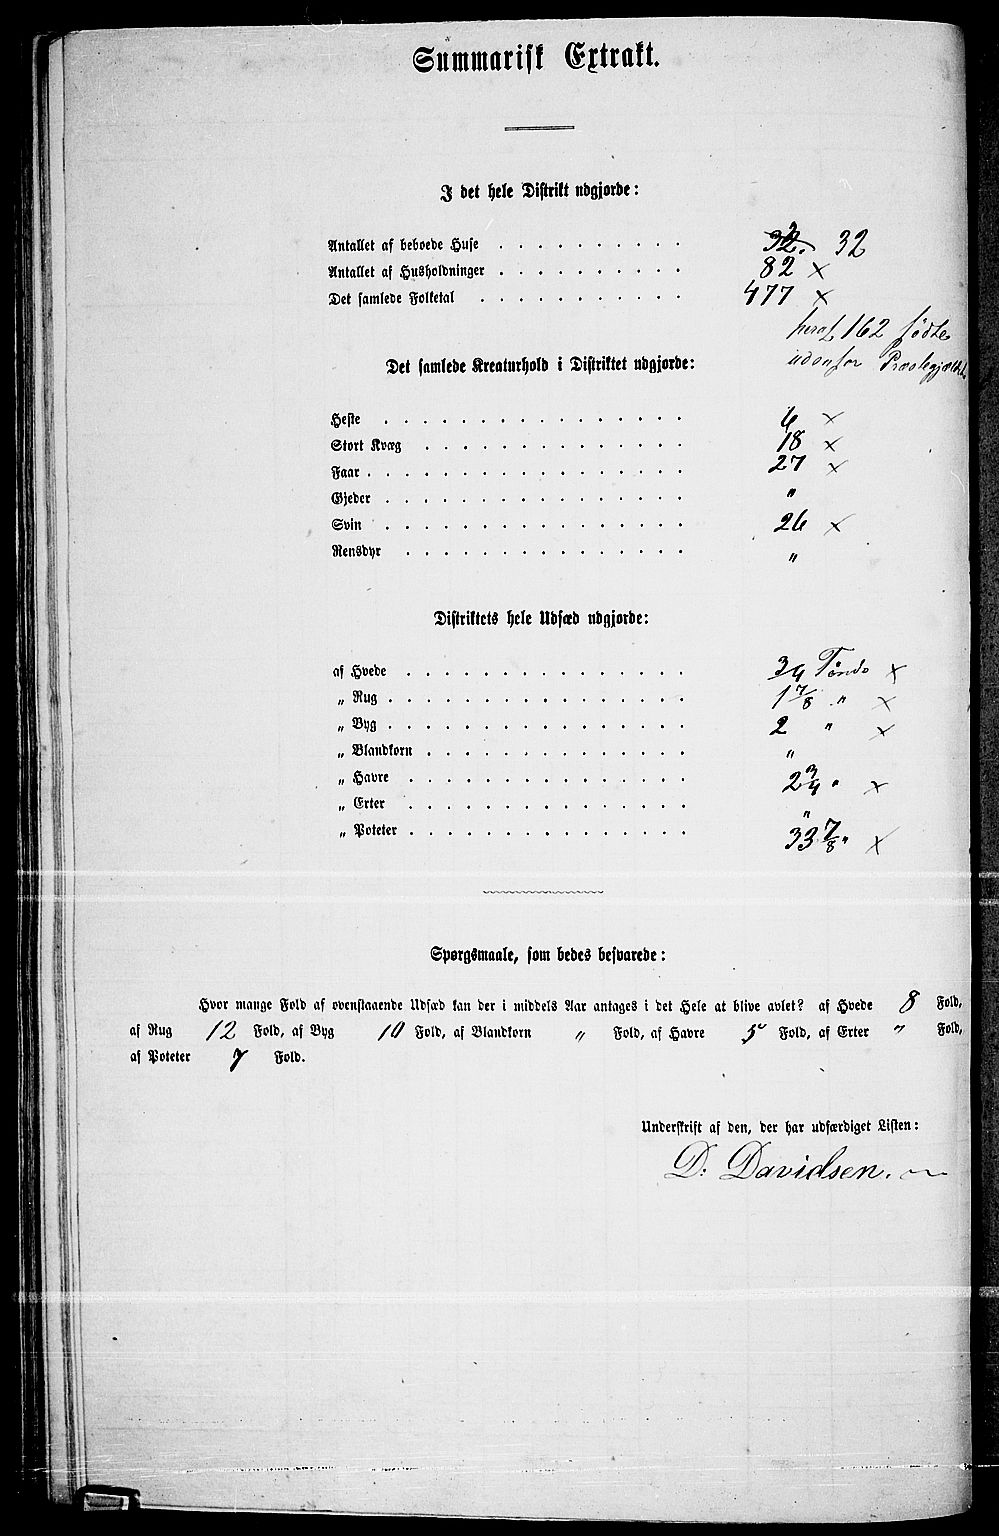 Summarisk Extrakt.
I det hele Distrikt udgjorde:
Antallet af beboede Huse . . . . . . . . . . 32. 32
Antallet af Husholdninger . . . . . . . . . . 82 ×
Det samlede Folketal . . . . . . . . . . . 477 ×
heraf 162 fødte
udenfor Præstegjældet
Det samlede Kreaturhold i Distriktet udgjorde:
Heste . . . . . . . . . . . . . . . . 6 ×
Stort Kvæg . . . . . . . . . . . . . . 18 ×
Faar . . . . . . . . . . . . . . . . . 27 ×
Gjeder . . . . . . . . . . . . . . . . "
Svin . . . . . . . . . . . . . . . . 26 ×
Rensdyr . . . . . . . . . . . . . . . "
Distriktets hele Udsæd udgjorde:
af Hvede . . . . . . . . . . . . . . . 3/4 Tønde ×
„ Rug . . . . . . . . . . . . . . . . 1 7/8 " ×
„ Byg . . . . . . . . . . . . . . . . 2 " ×
„ Blandkorn . . . . . . . . . . . . . . "
„ Havre . . . . . . . . . . . . . . . 2 3/4 " ×
„ Erter . . . . . . . . . . . . . . . "
„ Poteter . . . . . . . . . . . . . . . 33 7/8 " ×
Spørgsmaale, som bedes besvarede:
Hvor mange Fold af ovenstaaende Udsæd kan der i middels Aar antages i det Hele at blive avlet? af Hvede 8 Fold,
af Rug 12 Fold, af Byg 10 Fold, af Blandkorn " Fold, af Havre 5 Fold, af Erter " Fold,
af Poteter 7 Fold.
Underskrift af den, der har udfærdiget Listen:
D: Davidsen.